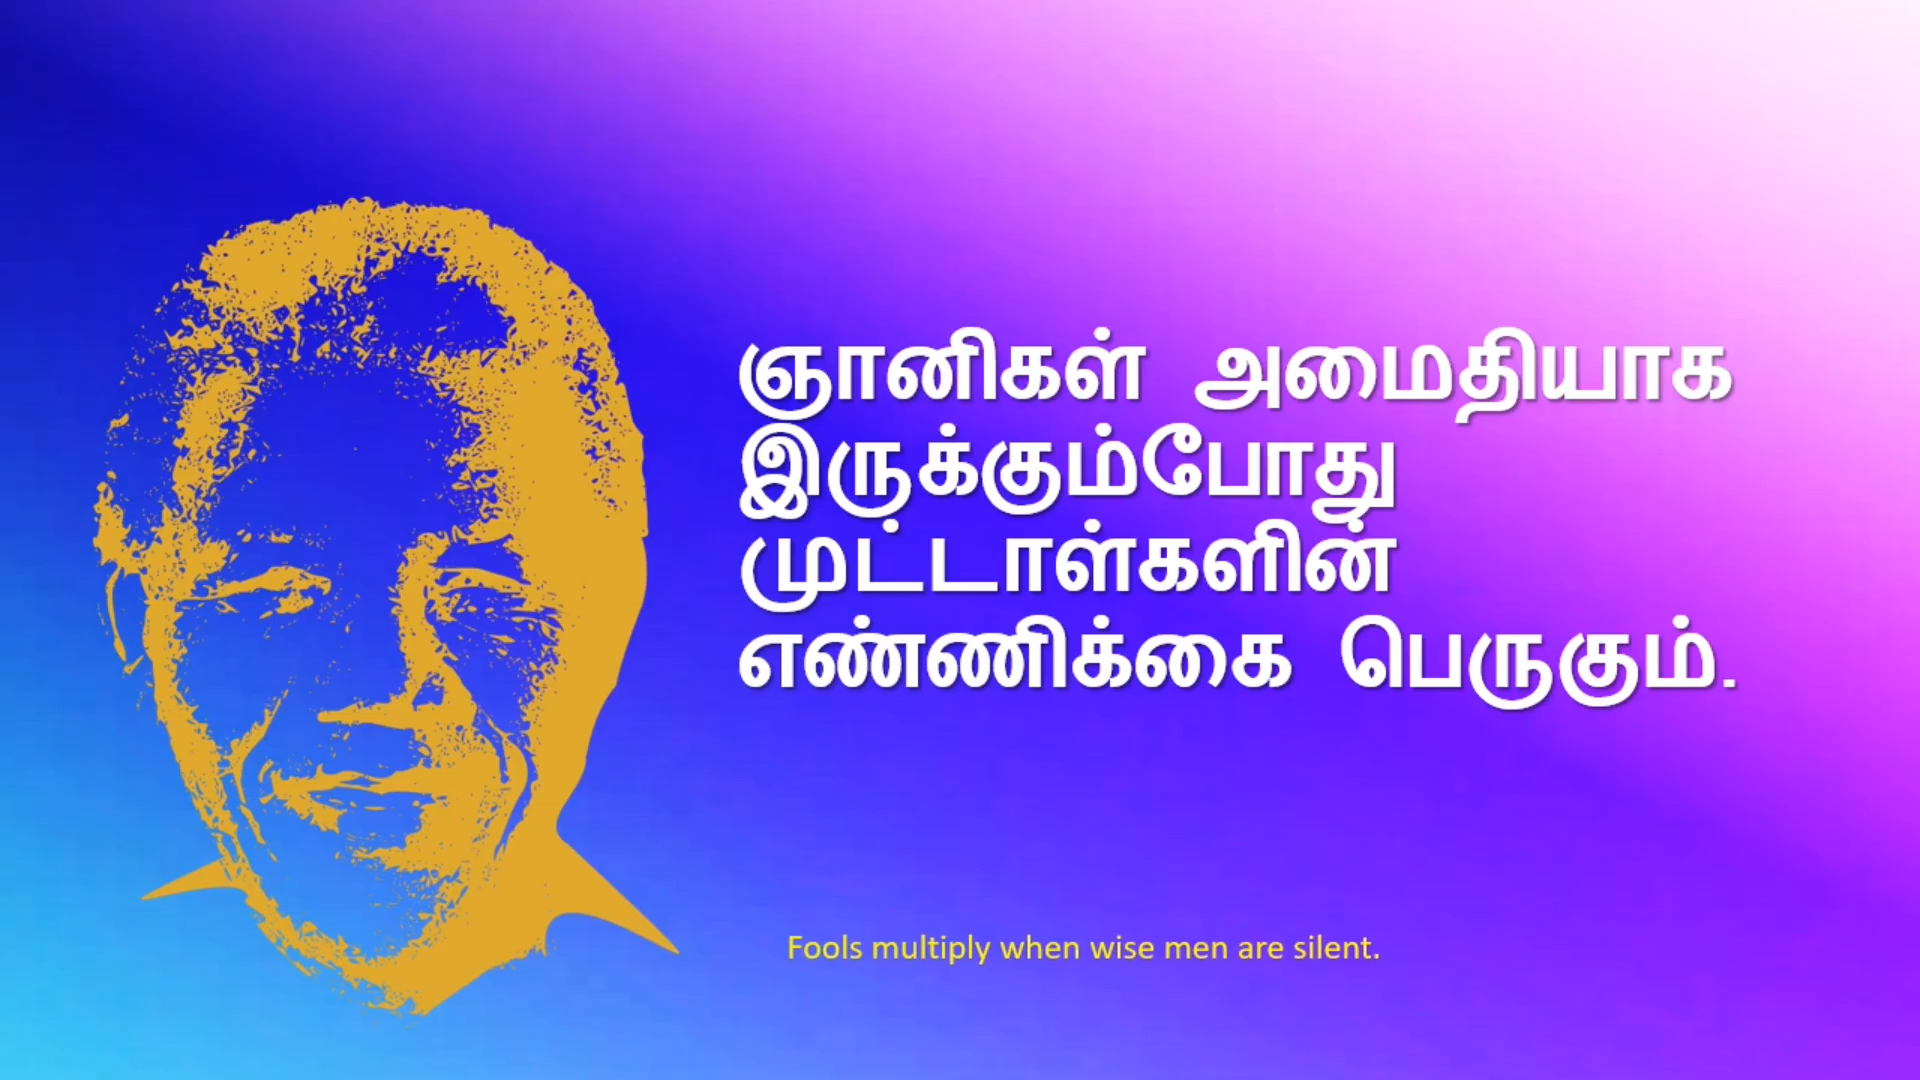 ஞானிகள் அமைதியாக
இருக்கும்போது
முட்டாள்களின்
எண்ணிக்கை பெருகும்.
Fools multiply when wise men are silent.